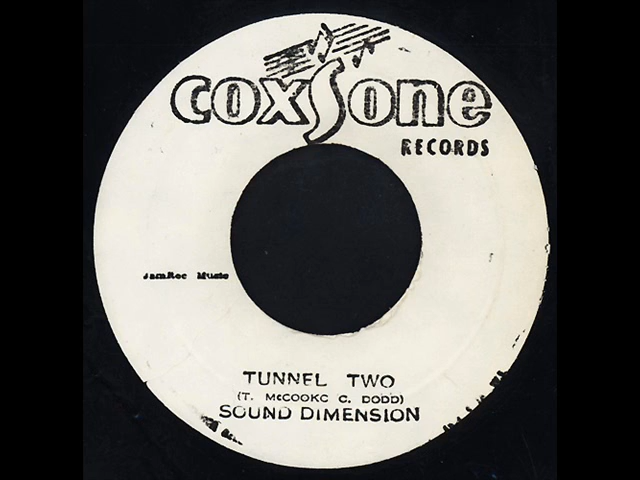 coxSone
RECORDS
JamRec Music
TUNNEL TWO
(T. McCOOKC C. DODD)
SOUND DIMENSION